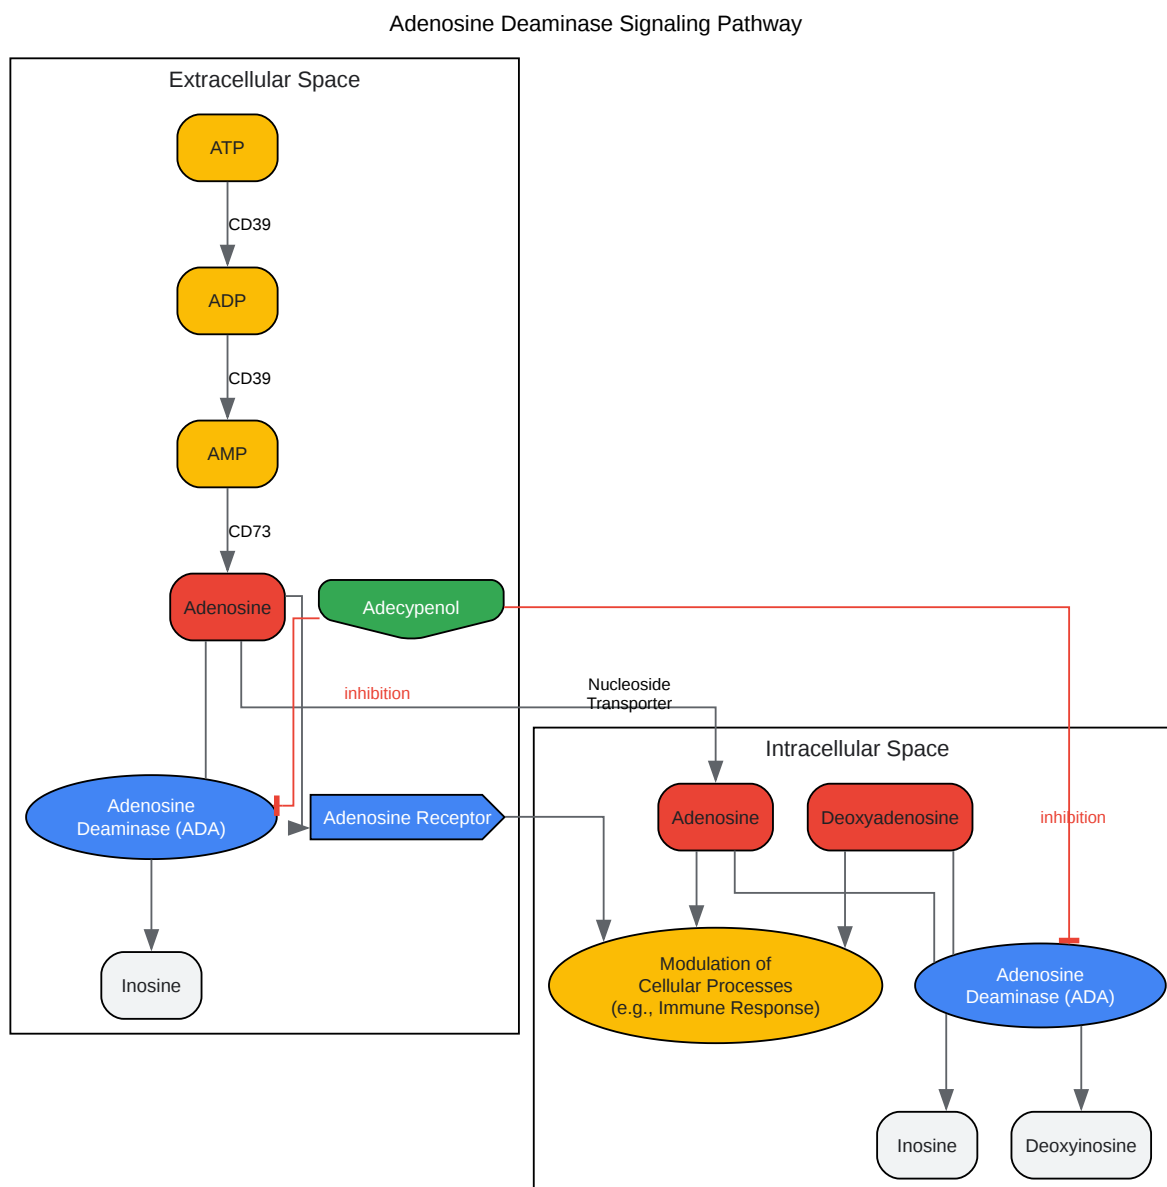 Adenosine Deaminase Signaling Pathway
Extracellular Space
ATP
CD39
ADP
CD39
AMP
CD73
Adenosine
Adecypenol
inhibition
Nucleoside
Transporter
Intracellular Space
Adenosine
Deaminase (ADA)
Adenosine Receptor
Adenosine
Deoxyadenosine
inhibition
Inosine
Modulation of
Cellular Processes
(e.g., Immune Response)
Adenosine
Deaminase (ADA)
Inosine
Deoxyinosine